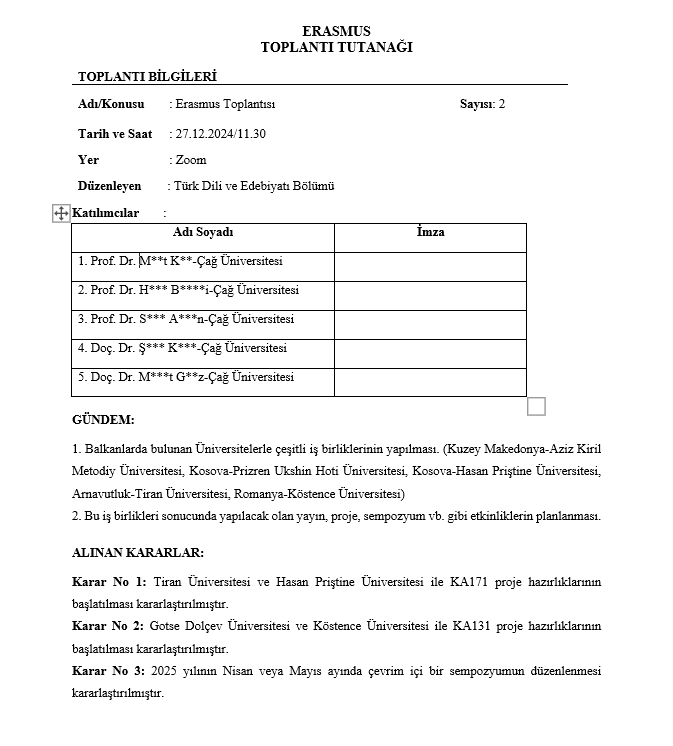 ERASMUS
TOPLANTI TUTANAĞI
TOPLANTI BİLGİLERİ
Adı/Konusu : Erasmus Toplantısı Sayısı: 2
Tarih ve Saat : 27.12.2024/11.30
Yer : Zoom
Düzenleyen : Türk Dili ve Edebiyatı Bölümü
Katılımcılar :
Adı Soyadı İmza
1. Prof. Dr. M**t K**-Çağ Üniversitesi
2. Prof. Dr. H*** B****i-Çağ Üniversitesi
3. Prof. Dr. S*** A***n-Çağ Üniversitesi
4. Doç. Dr. Ş*** K***-Çağ Üniversitesi
5. Doç. Dr. M***t G**z-Çağ Üniversitesi
GÜNDEM:
1. Balkanlarda bulunan Üniversitelerle çeşitli iş birliklerinin yapılması. (Kuzey Makedonya-Aziz Kiril
Metodiy Üniversitesi, Kosova-Prizren Ukshin Hoti Üniversitesi, Kosova-Hasan Priştine Üniversitesi,
Arnavutluk-Tiran Üniversitesi, Romanya-Köstence Üniversitesi)
2. Bu iş birlikleri sonucunda yapılacak olan yayın, proje, sempozyum vb. gibi etkinliklerin planlanması.
ALINAN KARARLAR:
Karar No 1: Tiran Üniversitesi ve Hasan Priştine Üniversitesi ile KA171 proje hazırlıklarının
başlatılması kararlaştırılmıştır.
Karar No 2: Gotse Dolçev Üniversitesi ve Köstence Üniversitesi ile KA131 proje hazırlıklarının
başlatılması kararlaştırılmıştır.
Karar No 3: 2025 yılının Nisan veya Mayıs ayında çevrim içi bir sempozyumun düzenlenmesi
kararlaştırılmıştır.